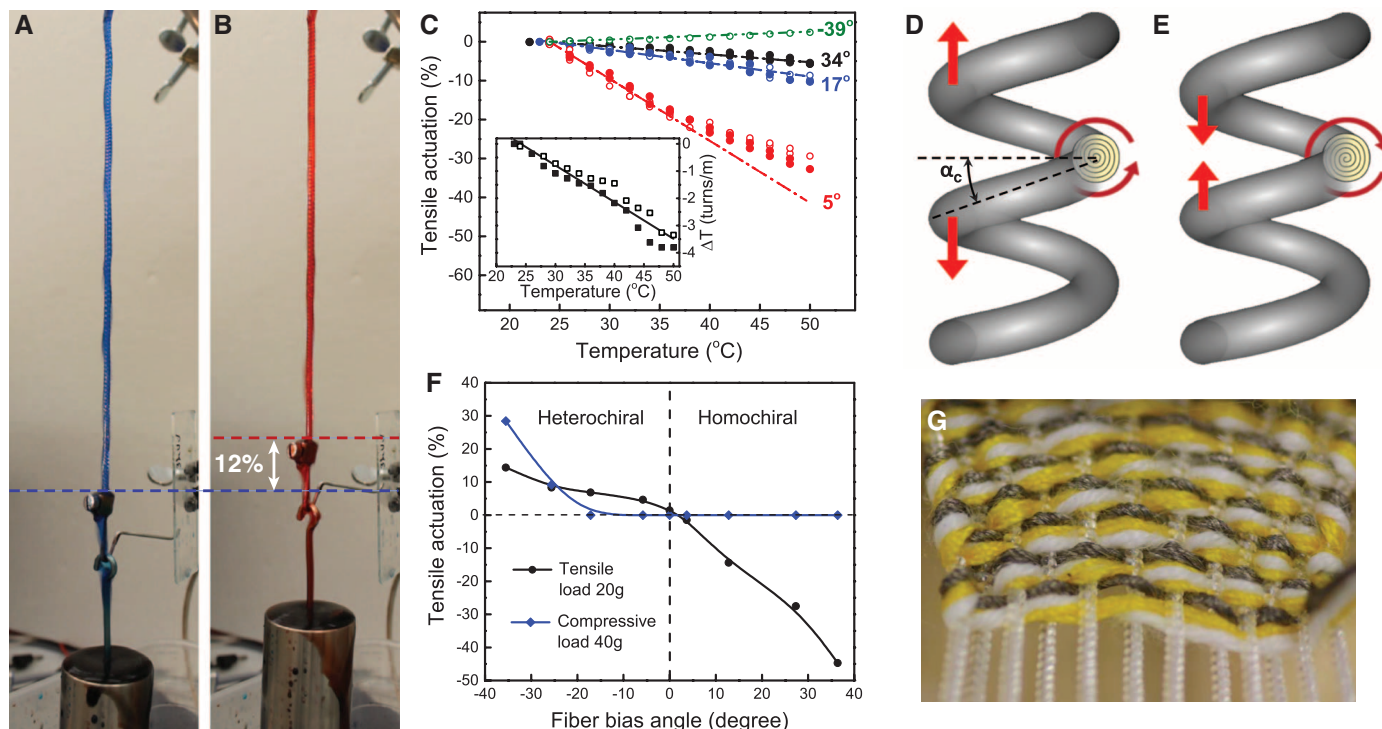 A
B
12%
C
Tensile actuation (%)
0
-10
-20
-30
-40
-50
-60
20
25
30
35
40
45
50
Temperature (°C)
-39°
34°
17°
5°
0
-1
-2
-3
-4
ΔT (turns/m)
25
30
35
40
45
50
Temperature (°C)
D
αc
E
F
Tensile actuation (%)
40
30
20
10
0
-10
-20
-30
-40
-50
Heterochiral
Homochiral
Tensile
load 20g
Compressive
load 40g
-40
-30
-20
-10
0
10
20
30
40
Fiber bias angle (degree)
G